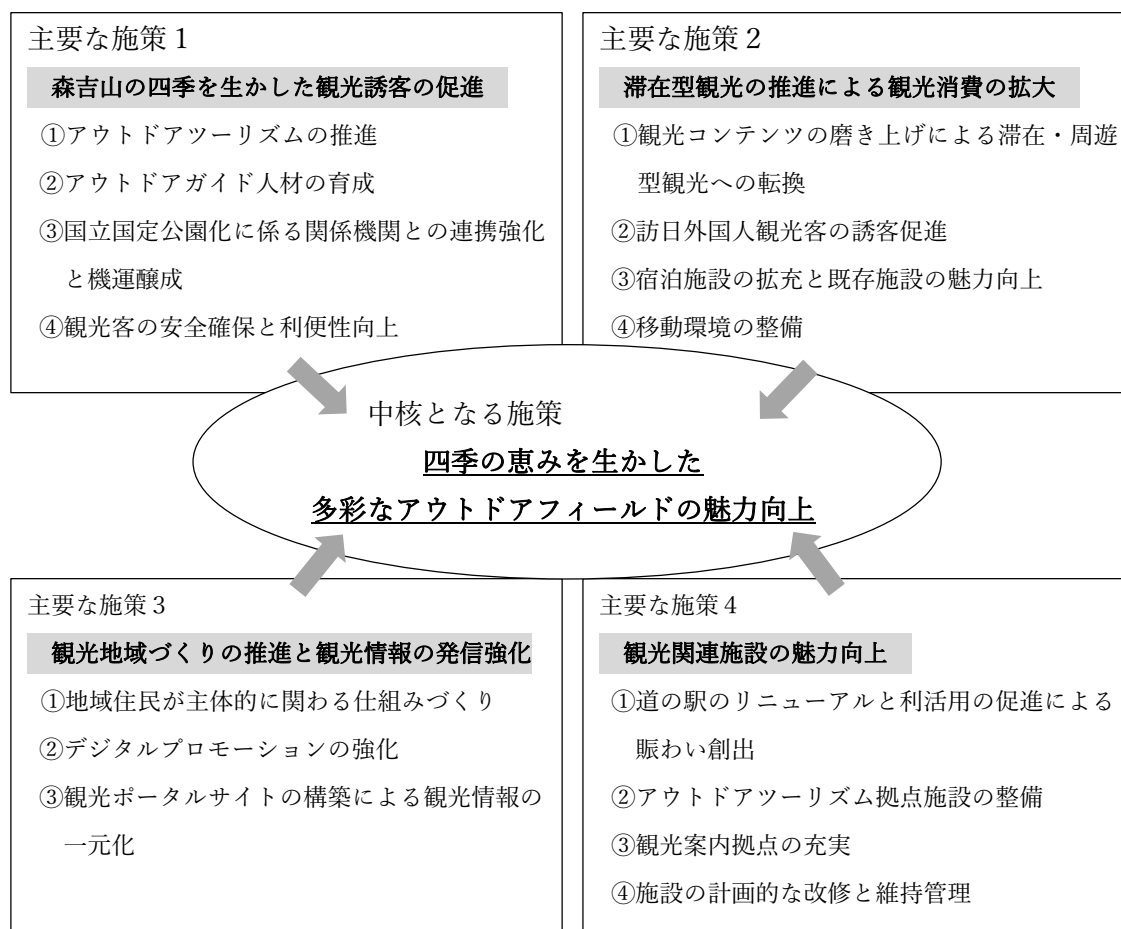 主要な施策1
森吉山の四季を生かした観光誘客の促進
①アウトドアツーリズムの推進
②アウトドアガイド人材の育成
③国立国定公園化に係る関係機関との連携強化
と機運醸成
④観光客の安全確保と利便性向上
主要な施策2
滞在型観光の推進による観光消費の拡大
①観光コンテンツの磨き上げによる滞在・周遊
型観光への転換
②訪日外国人観光客の誘客促進
③宿泊施設の拡充と既存施設の魅力向上
④移動環境の整備
中核となる施策
四季の恵みを生かした
多彩なアウトドアフィールドの魅力向上
主要な施策3
観光地域づくりの推進と観光情報の発信強化
①地域住民が主体的に関わる仕組みづくり
②デジタルプロモーションの強化
③観光ポータルサイトの構築による観光情報の
一元化
主要な施策4
観光関連施設の魅力向上
①道の駅のリニューアルと利活用の促進による
賑わい創出
②アウトドアツーリズム拠点施設の整備
③観光案内拠点の充実
④施設の計画的な改修と維持管理